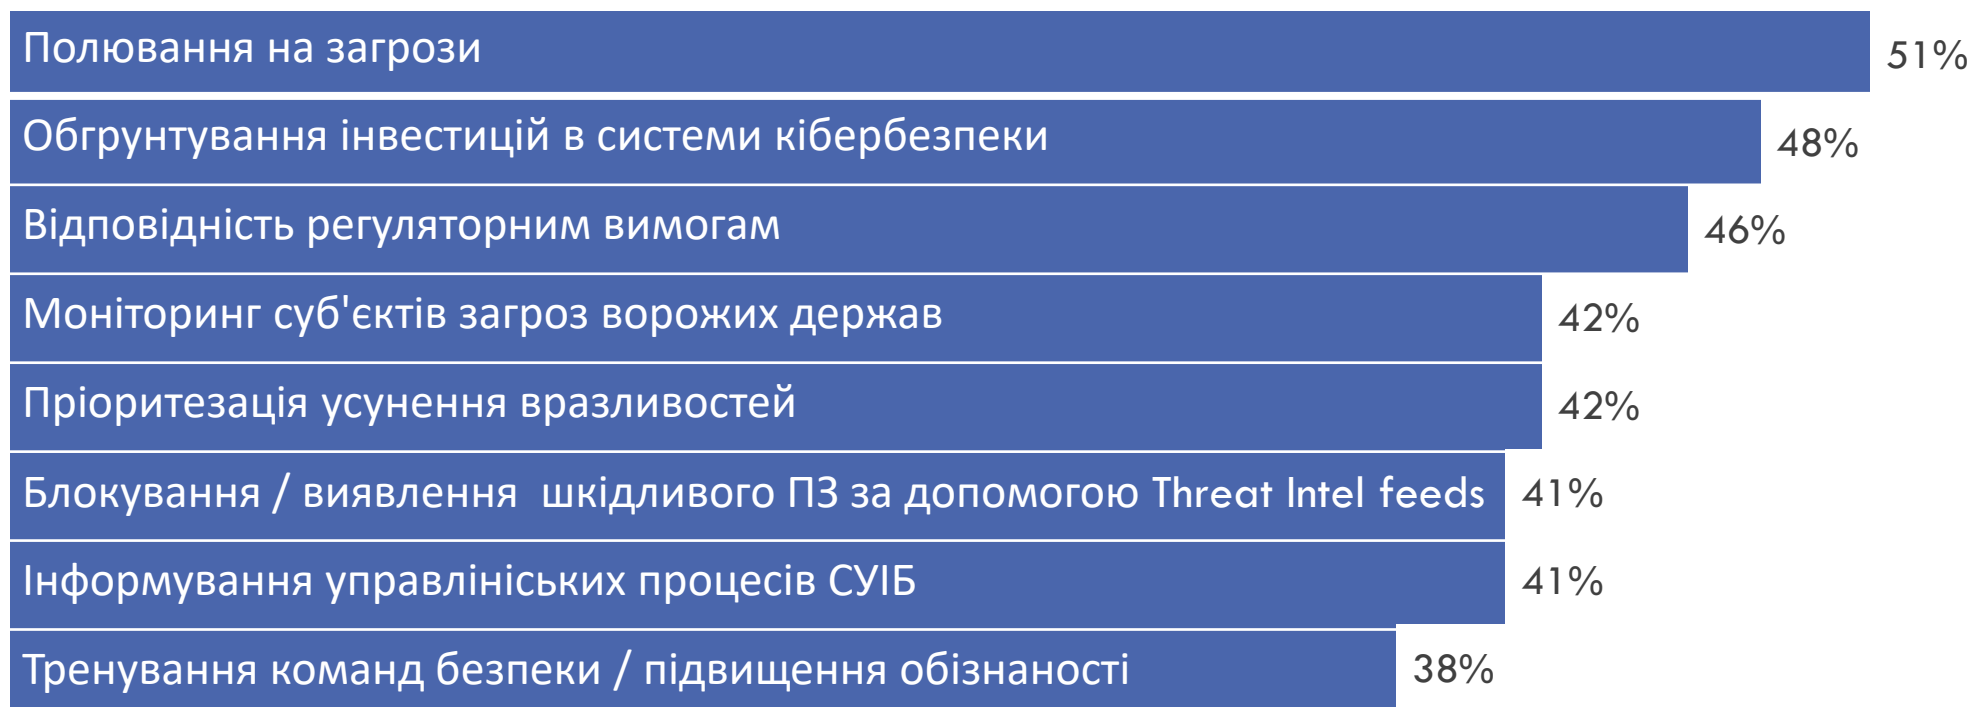 Полювання на загрози 51%
Обгрунтування інвестицій в системи кібербезпеки 48%
Відповідність регуляторним вимогам 46%
Моніторинг суб'єктів загроз ворожих держав 42%
Пріоритезація усунення вразливостей 42%
Блокування / виявлення шкідливого ПЗ за допомогою Threat Intel feeds 41%
Інформування управлініських процесів СУІБ 41%
Тренування команд безпеки / підвищення обізнаності 38%